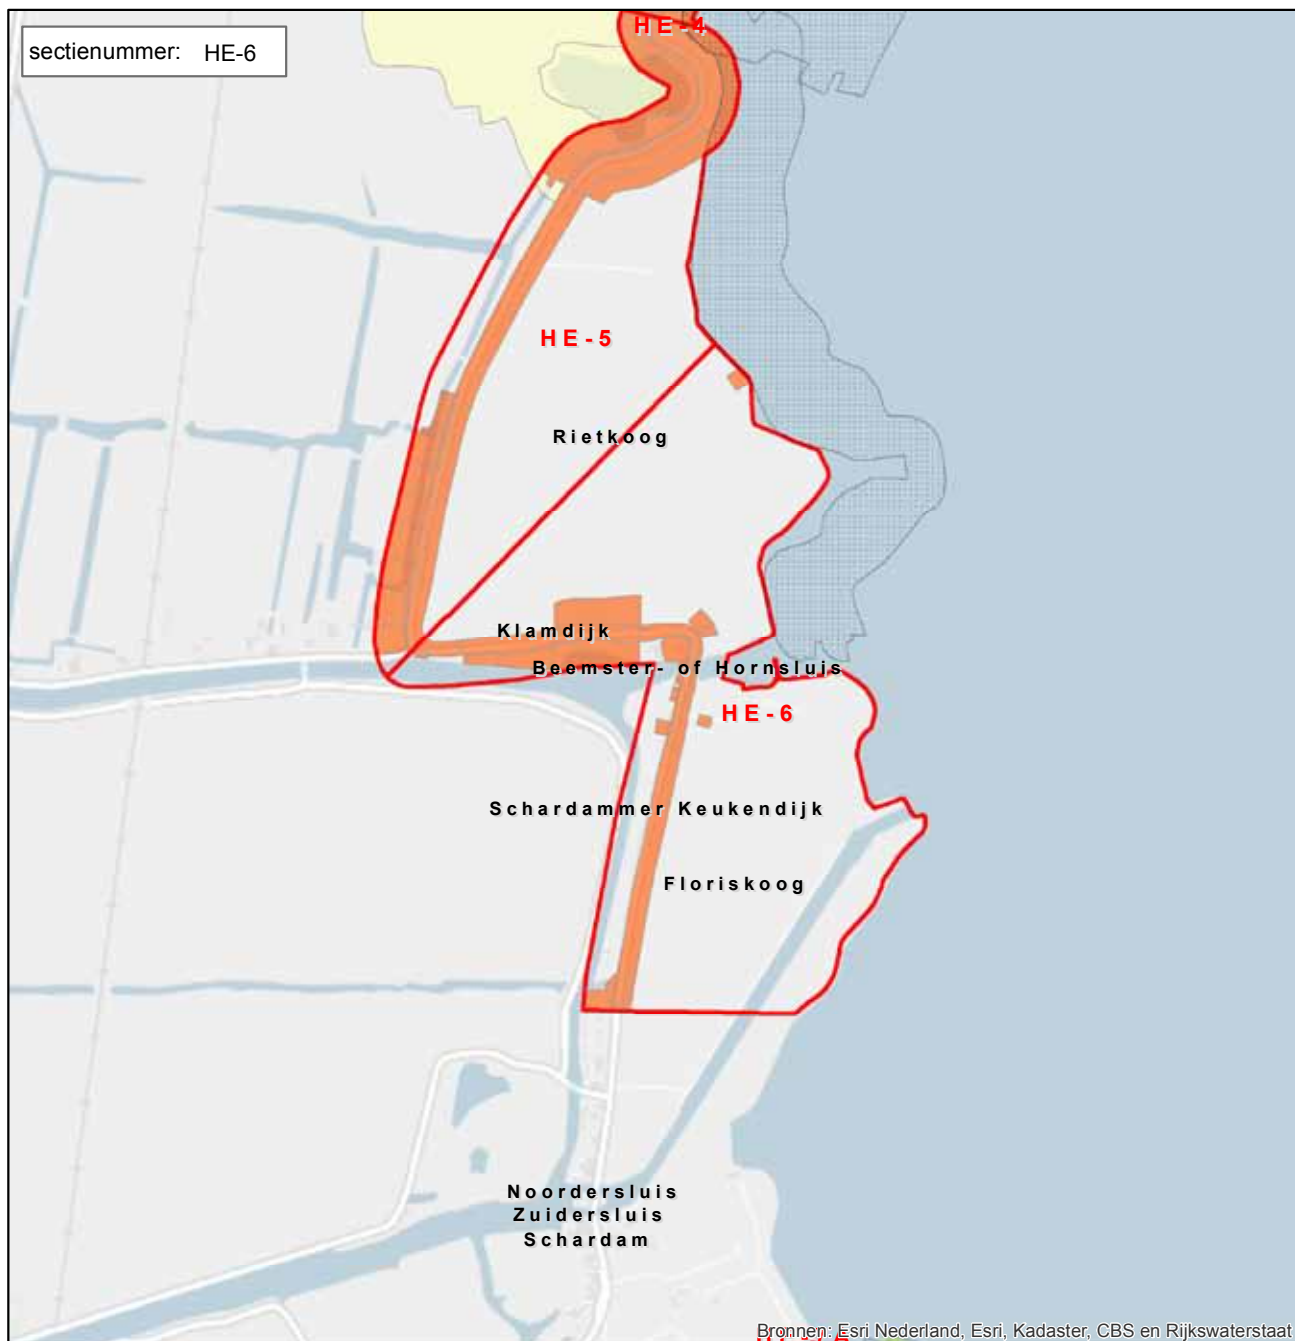 HE-4
sectienummer: HE-6
HE-5
Rietkoog
Klamdijk
Beemster- of Hornsluis
HE-6
Schardammer Keukendijk
Floriskoog
Noordersluis
Zuidersluis
Schardam
Bronnen: Esri Nederland, Esri, Kadaster, CBS en Rijkswaterstaat